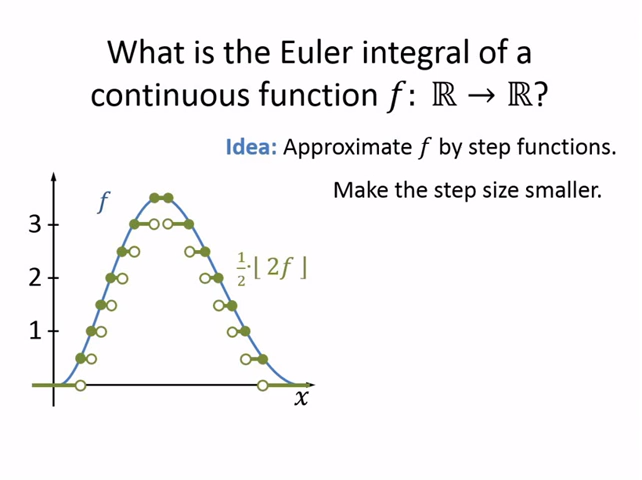 What is the Euler integral of a
continuous function f: ℝ → ℝ?
Idea: Approximate f by step functions.
Make the step size smaller.
f
3
½·⌊ 2f ⌋
2
1
x